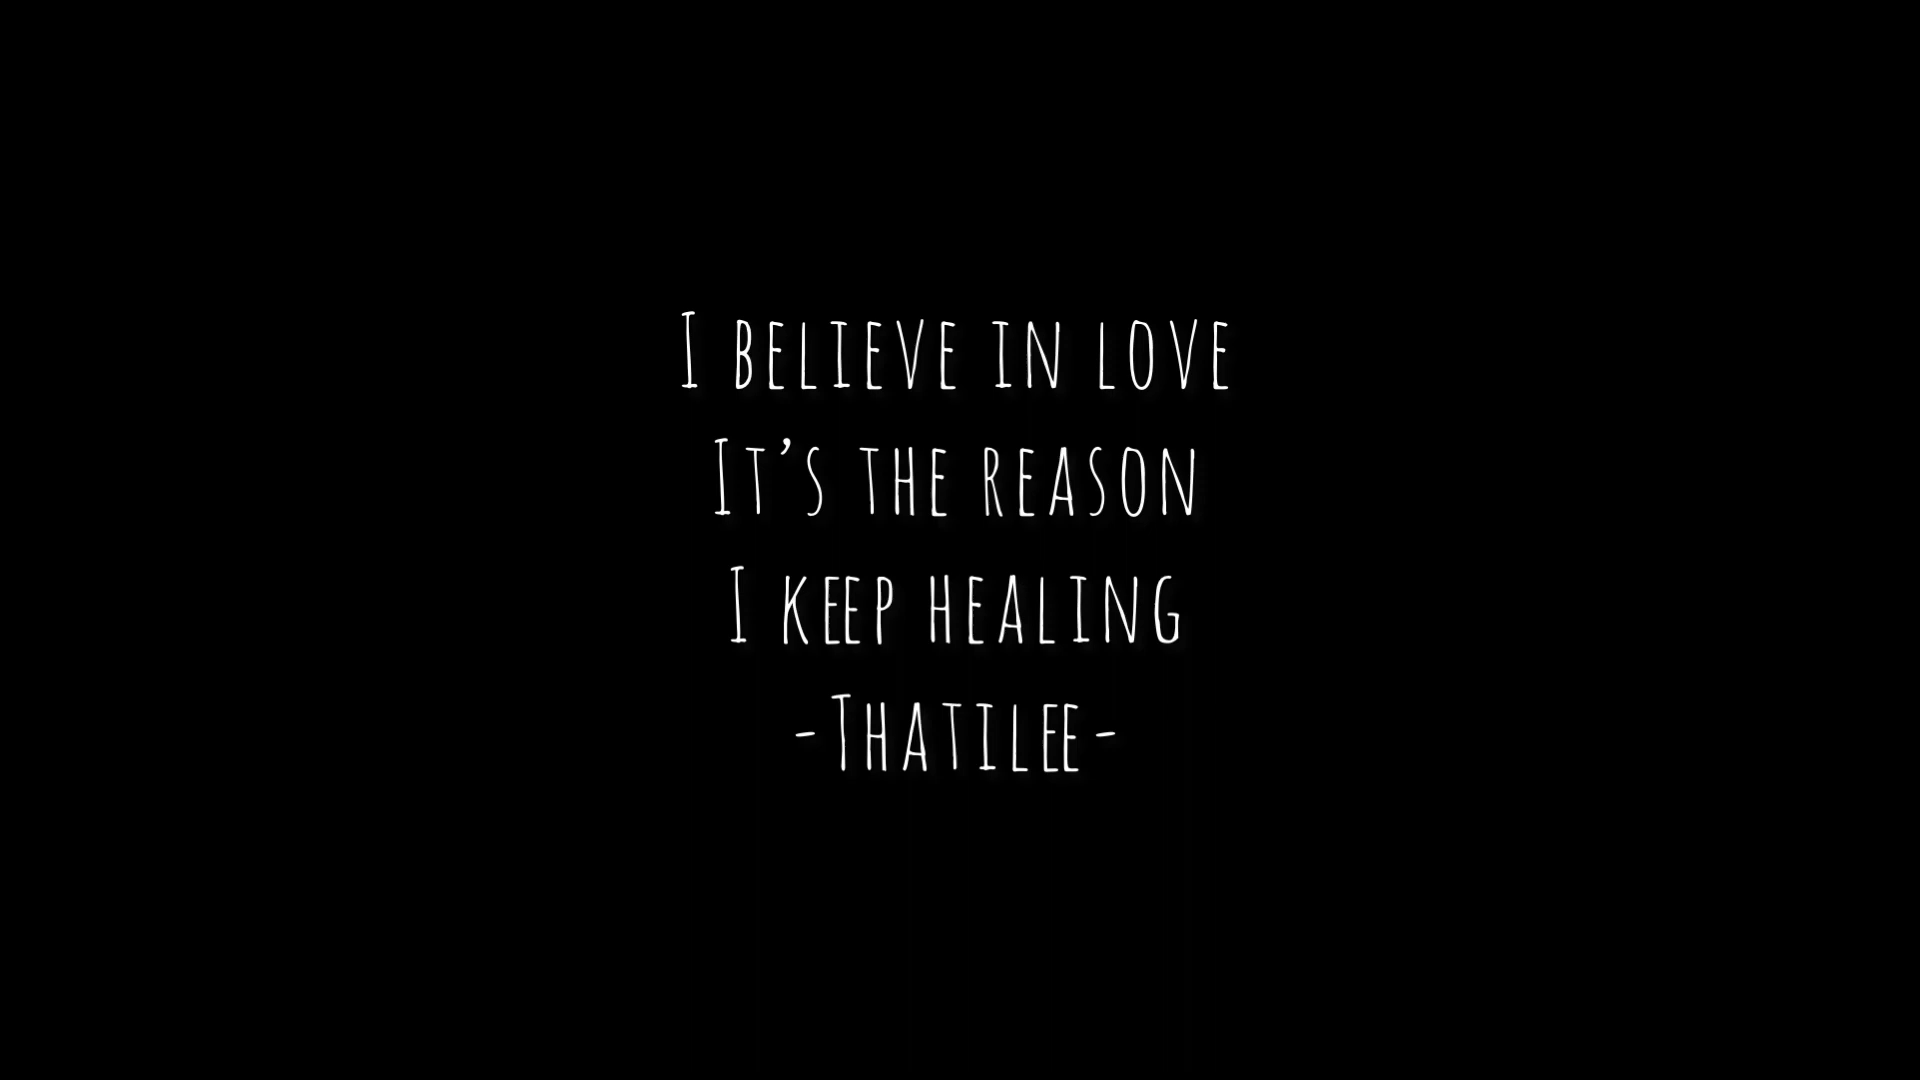 I believe in love
It’s the reason
I keep healing
-Thatilee-